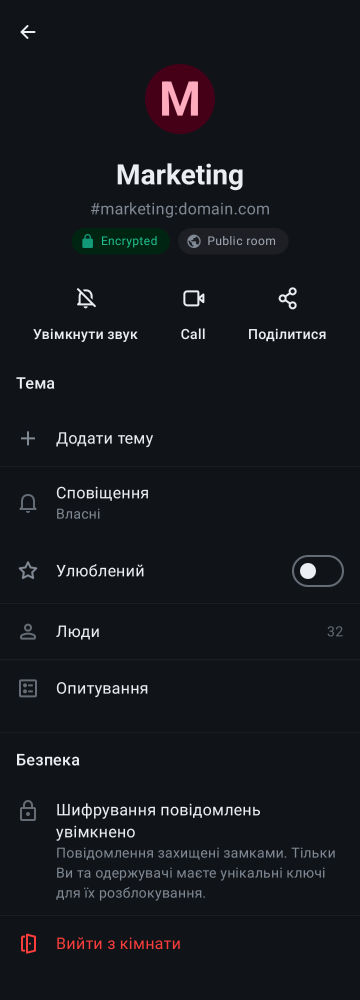 M
Marketing
#marketing:domain.com
Encrypted
Public room
Увімкнути звук
Call
Поділитися
Тема
Додати тему
Сповіщення
Власні
Улюблений
Люди
32
Опитування
Безпека
Шифрування повідомлень
увімкнено
Повідомлення захищені замками. Тільки
Ви та одержувачі маєте унікальні ключі
для їх розблокування.
Вийти з кімнати